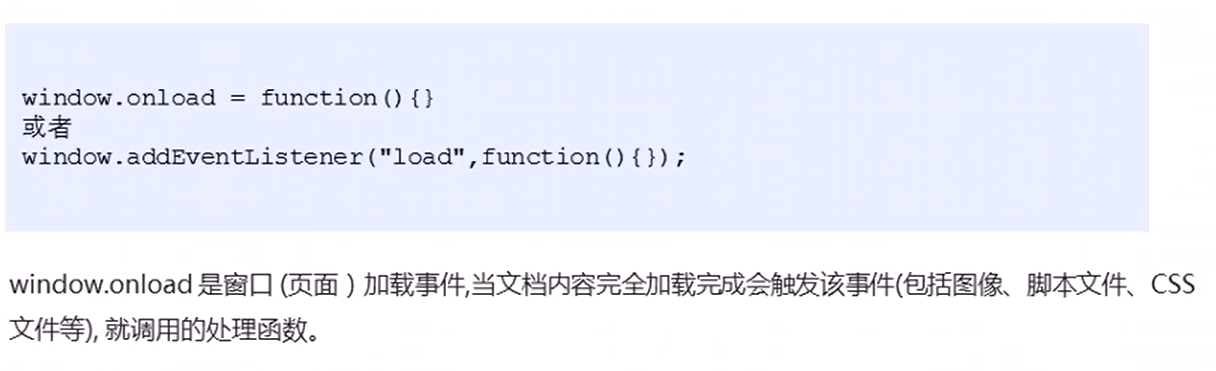 window.onload = function(){}
或者
window.addEventListener("load",function(){});
window.onload 是窗口 (页面 ) 加载事件,当文档内容完全加载完成会触发该事件(包括图像、脚本文件、CSS
文件等), 就调用的处理函数。